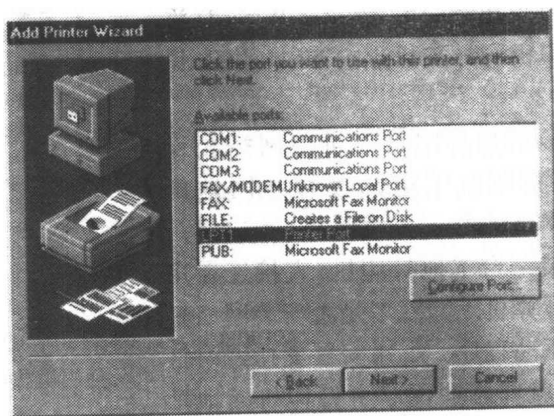 Add Printer Wizard
Click the port you want to use with this printer, and then
click Next.
Available ports:
COM1: Communications Port
COM2: Communications Port
COM3: Communications Port
FAX/MODEM Unknown Local Port
FAX: Microsoft Fax Monitor
FILE: Creates a File on Disk
LPT1: Printer Port
PUB: Microsoft Fax Monitor
Configure Port...
< Back
Next >
Cancel